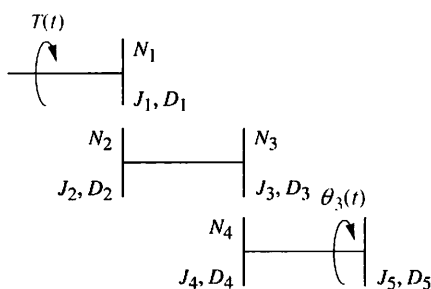 T(t)
N1
J1, D1
N2
N3
J2, D2
J3, D3
θ3(t)
N4
J4, D4
J5, D5